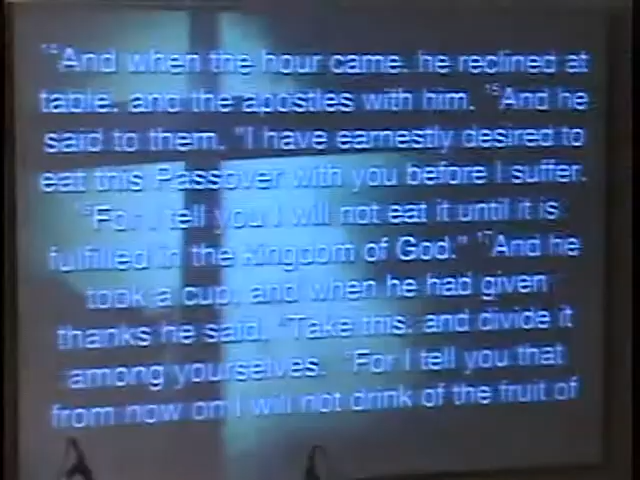 ¹⁴And when the hour came, he reclined at
table, and the apostles with him. ¹⁵And he
said to them, "I have earnestly desired to
eat this Passover with you before I suffer.
¹⁶For I tell you I will not eat it until it is
fulfilled in the kingdom of God." ¹⁷And he
took a cup, and when he had given
thanks he said, "Take this, and divide it
among yourselves. ¹⁸For I tell you that
from now on I will not drink of the fruit of